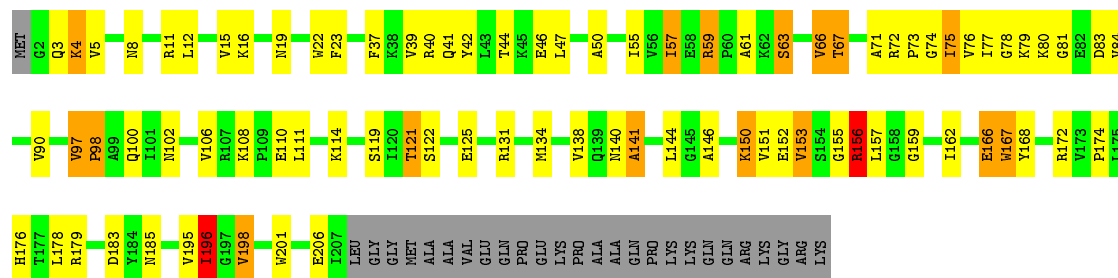 MET G2 Q3 K4 V5 N8 R11 L12 V15 K16 N19 W22 F23 F37 K38 V39 R40 Q41 Y42 L43 T44 K45 E46 L47 A50 I55 V56 I57 E58 R59 P60 A61 K62 S63 V66 T67 A71 R72 P73 G74 I75 V76 I77 G78 K79 K80 G81 E82 D83 V84
V90 V97 P98 A99 Q100 I101 N102 V106 R107 K108 P109 E110 L111 K114 S119 I120 T121 S122 E125 R131 M134 V138 Q139 N140 A141 L144 G145 A146 K150 V151 E152 V153 S154 G155 R156 L157 G158 G159 I162 E166 W167 Y168 R172 V173 P174 L175
H176 T177 L178 R179 D183 Y184 N185 V195 I196 G197 V198 W201 E206 I207 LEU GLY GLY MET ALA ALA VAL GLU GLN PRO GLU LYS PRO ALA ALA GLN PRO LYS LYS GLN GLN ARG LYS GLY ARG LYS